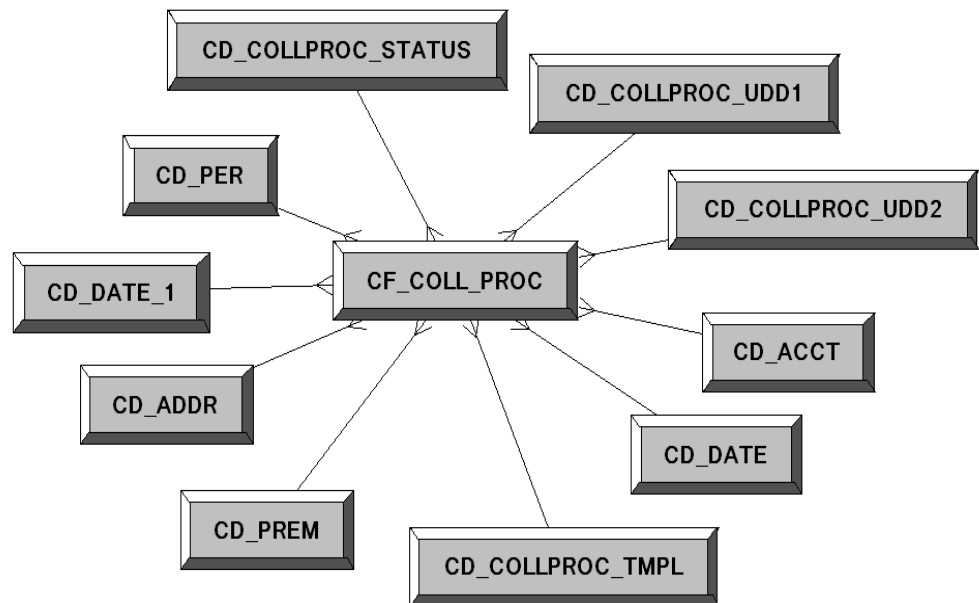 CD_COLLPROC_STATUS
CD_COLLPROC_UDD1
CD_PER
CD_COLLPROC_UDD2
CD_DATE_1
CF_COLL_PROC
CD_ACCT
CD_ADDR
CD_DATE
CD_PREM
CD_COLLPROC_TMPL